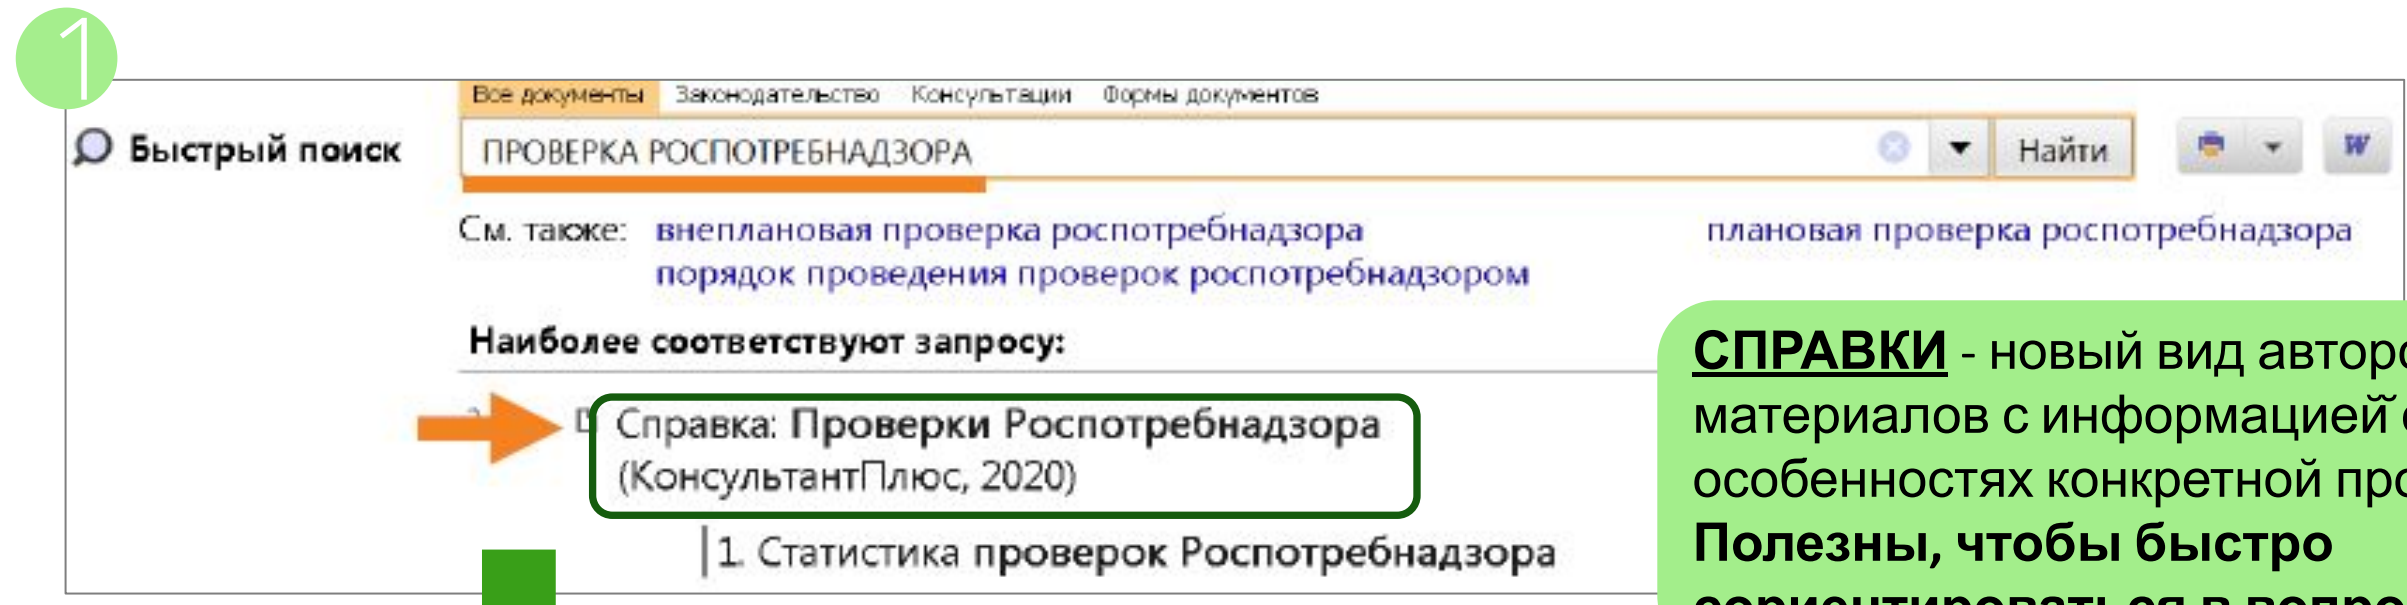 1
Все документы Законодательство Консультации Формы документов
Быстрый поиск ПРОВЕРКА РОСПОТРЕБНАДЗОРА Найти W
См. также: внеплановая проверка роспотребнадзора плановая проверка роспотребнадзора
порядок проведения проверок роспотребнадзором
Наиболее соответствуют запросу:
Справка: Проверки Роспотребнадзора
(КонсультантПлюс, 2020)
1. Статистика проверок Роспотребнадзора
СПРАВКИ - новый вид
материалов с информацией
особенностях конкретной
Полезны, чтобы быстро
сориентироваться в